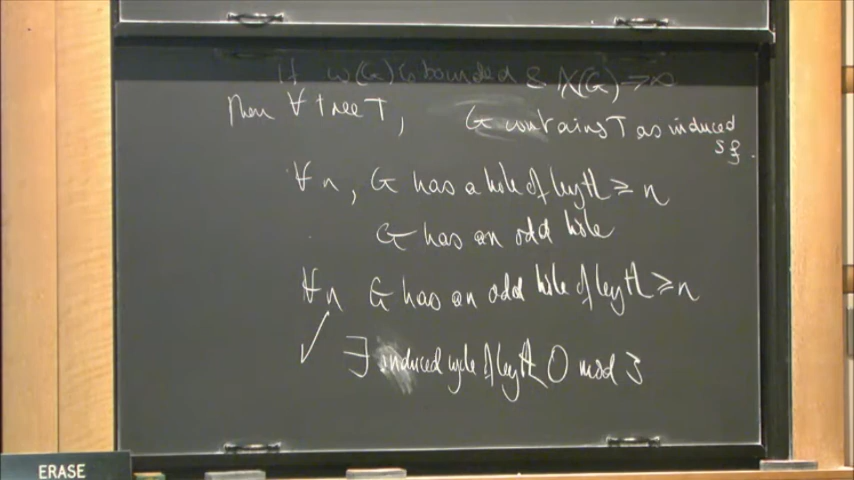 If ω(G) is bounded & χ(G) → ∞
Then ∀ tree T, G contains T as induced
sg.
∀ n, G has a hole of length ≥ n
G has an odd hole
∀ n G has an odd hole of length ≥ n
✓ ∃ induced cycle of length 0 mod 3
ERASE